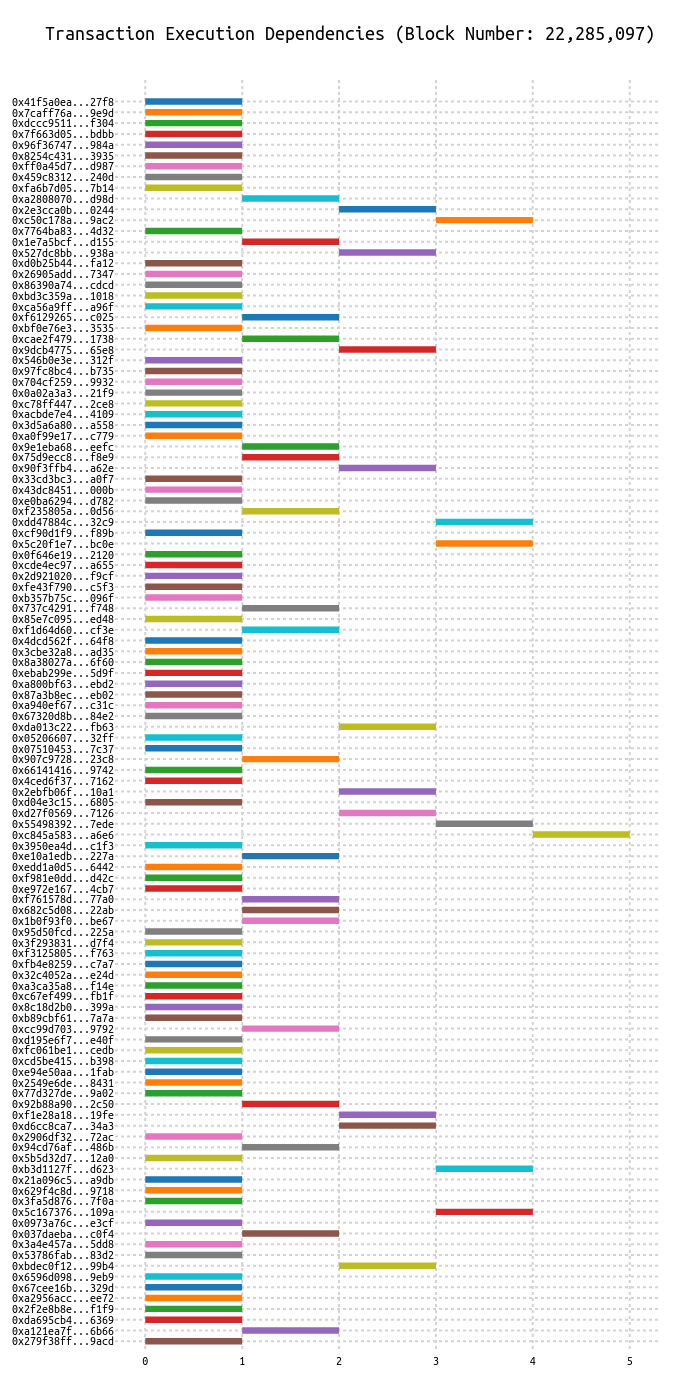 Transaction Execution Dependencies (Block Number: 22,285,097)
0x41f5a0ea...27f8
0x7caff76a...9e9d
0xdccc9511...f304
0x7f663d05...bdbb
0x96f36747...984a
0x8254c431...3935
0xff0a45d7...d987
0x459c8312...240d
0xfa6b7d05...7b14
0xa2808070...d98d
0x2e3cca0b...0244
0xc50c178a...9ac2
0x7764ba83...4d32
0x1e7a5bcf...d155
0x527dc8bb...938a
0xd0b25b44...fa12
0x26905add...7347
0x86390a74...cdcd
0xbd3c359a...1018
0xca56a9ff...a96f
0xf6129265...c025
0xbf0e76e3...3535
0xcae2f479...1738
0x9dcb4775...65e8
0x546b0e3e...312f
0x97fc8bc4...b735
0x704cf259...9932
0x0a02a3a3...21f9
0xc78ff447...2ce8
0xacbde7e4...4109
0x3d5a6a80...a558
0xa0f99e17...c779
0x9e1eba68...eefc
0x75d9ecc8...f8e9
0x90f3ffb4...a62e
0x33cd3bc3...a0f7
0x43dc8451...000b
0xe0ba6294...d782
0xf235805a...0d56
0xdd47884c...32c9
0xcf90d1f9...f89b
0x5c20f1e7...bc0e
0x0f646e19...2120
0xcde4ec97...a655
0x2d921020...f9cf
0xfe43f790...c5f3
0xb357b75c...096f
0x737c4291...f748
0x85e7c095...ed48
0xf1d64d60...cf3e
0x4dcd562f...64f8
0x3cbe32a8...ad35
0x8a38027a...6f60
0xebab299e...5d9f
0xa800bf63...ebd2
0x87a3b8ec...eb02
0xa940ef67...c31c
0x67320d8b...84e2
0xda013c22...fb63
0x05206607...32ff
0x07510453...7c37
0x907c9728...23c8
0x66141416...9742
0x4ced6f37...7162
0x2ebfb06f...10a1
0xd04e3c15...6805
0xd27f0569...7126
0x55498392...7ede
0xc845a583...a6e6
0x3950ea4d...c1f3
0xe10a1edb...227a
0xedd1a0d5...6442
0xf981e0dd...d42c
0xe972e167...4cb7
0xf761578d...77a0
0x682c5d08...22ab
0x1b0f93f0...be67
0x95d50fcd...225a
0x3f293831...d7f4
0xf3125805...f763
0xfb4e8259...c7a7
0x32c4052a...e24d
0xa3ca35a8...f14e
0xc67ef499...fb1f
0x8c18d2b0...399a
0xb89cbf61...7a7a
0xcc99d703...9792
0xd195e6f7...e40f
0xfc061be1...cedb
0xcd5be415...b398
0xe94e50aa...1fab
0x2549e6de...8431
0x77d327de...9a02
0x92b88a90...2c50
0xf1e28a18...19fe
0xd6cc8ca7...34a3
0x2906df32...72ac
0x94cd76af...486b
0x5b5d32d7...12a0
0xb3d1127f...d623
0x21a096c5...a9db
0x629f4c8d...9718
0x3fa5d876...7f0a
0x5c167376...109a
0x0973a76c...e3cf
0x037daeba...c0f4
0x3a4e457a...5dd8
0x53786fab...83d2
0xbdec0f12...99b4
0x6596d098...9eb9
0x67cee16b...329d
0xa2956acc...ee72
0x2f2e8b8e...f1f9
0xda695cb4...6369
0xa121ea7f...6b66
0x279f38ff...9acd
0 1 2 3 4 5